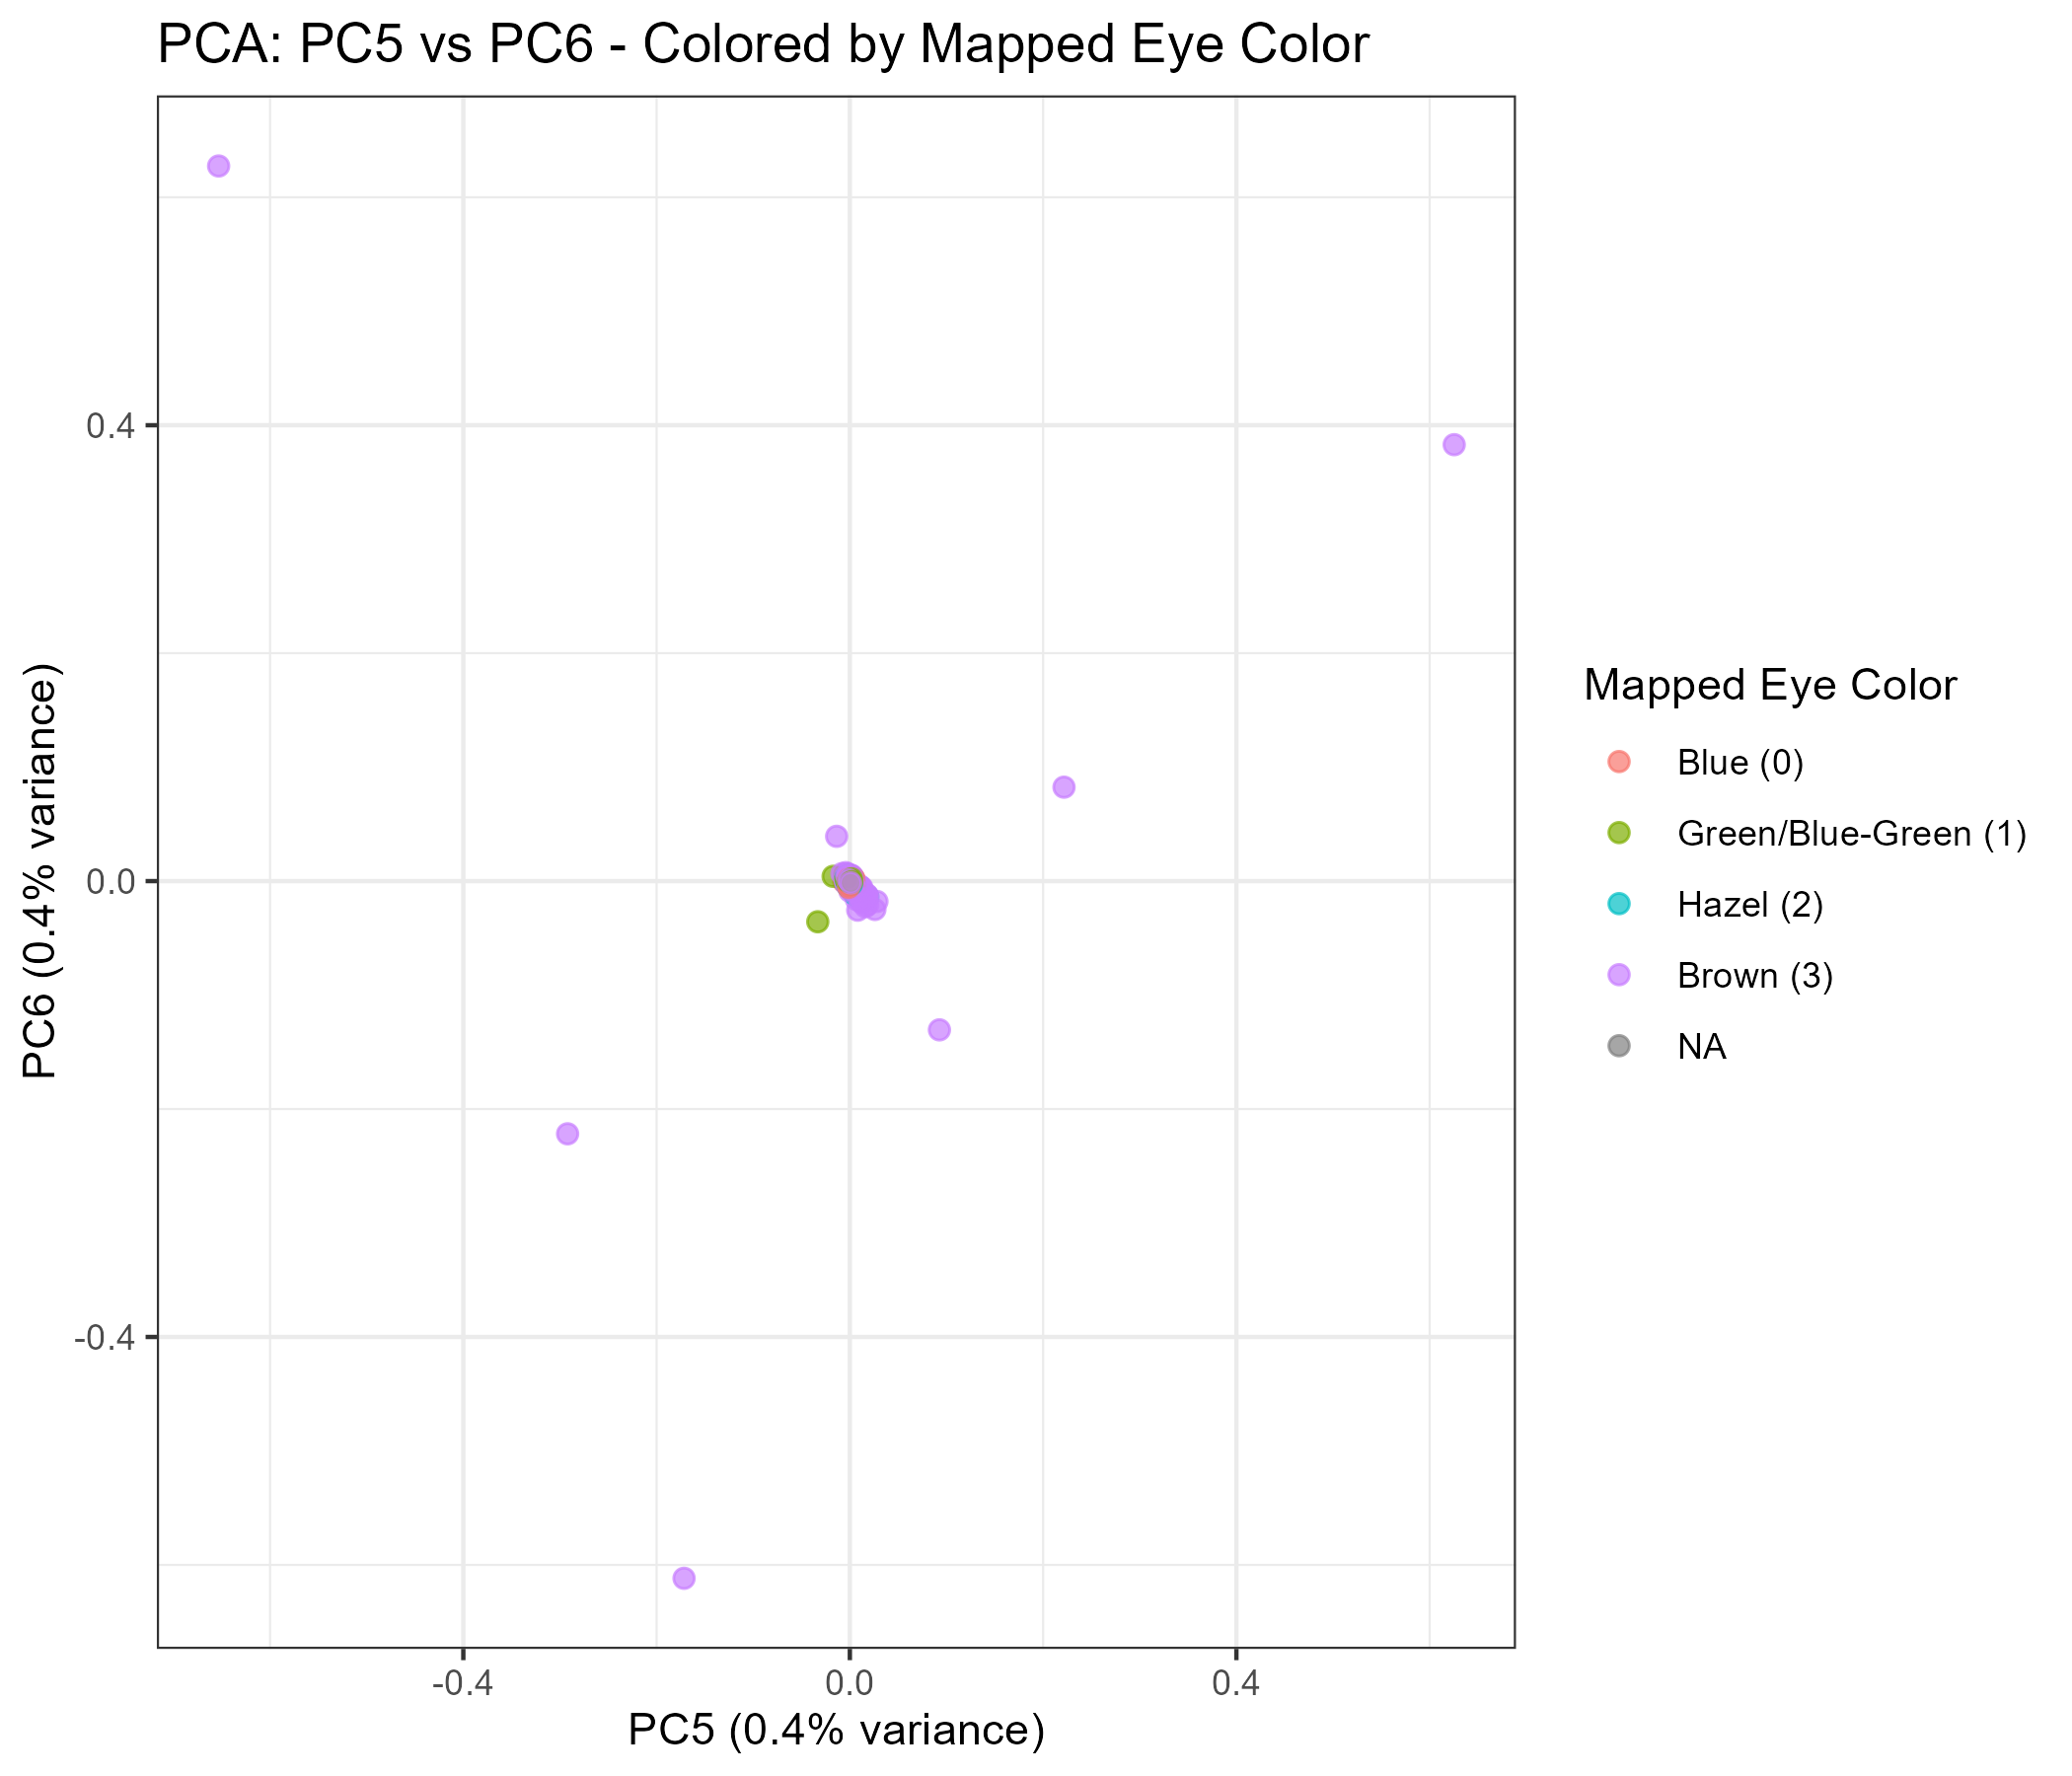 PCA: PC5 vs PC6 - Colored by Mapped Eye Color
PC6 (0.4% variance)
0.4
0.0
-0.4
-0.4
0.0
0.4
PC5 (0.4% variance)
Mapped Eye Color
Blue (0)
Green/Blue-Green (1)
Hazel (2)
Brown (3)
NA